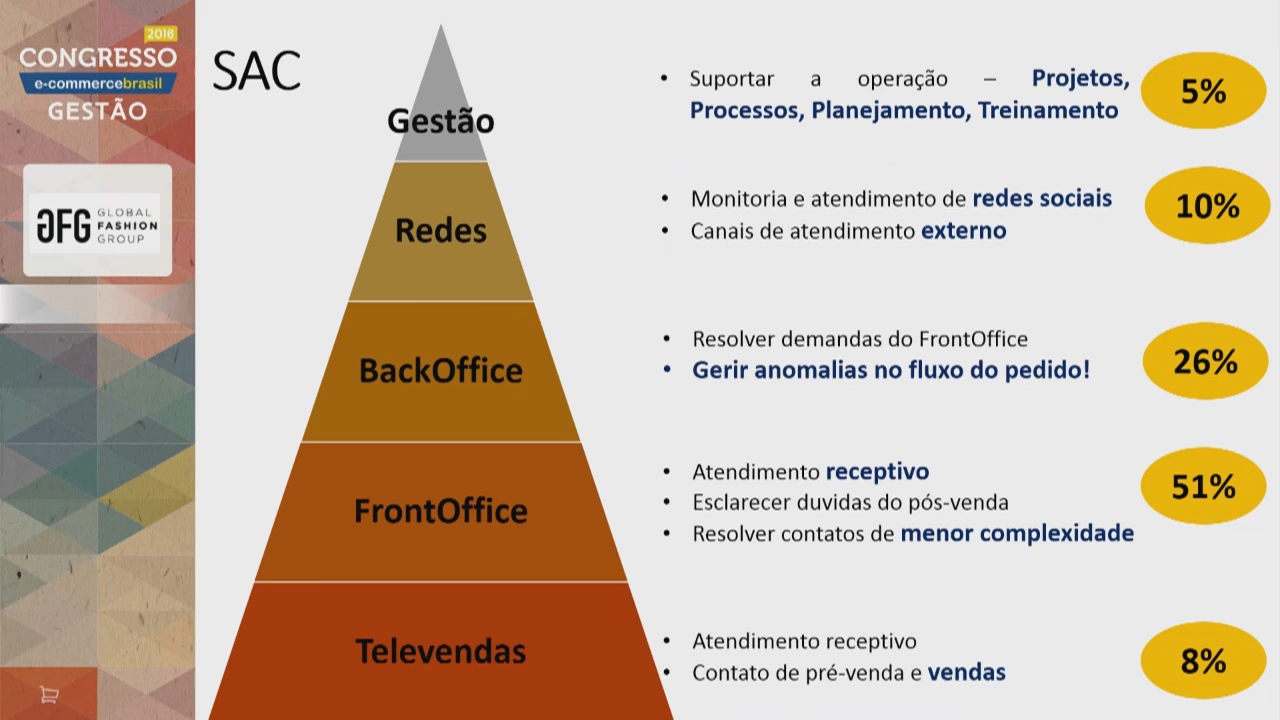 2016
CONGRESSO
e-commercebrasil
GESTÃO
GFG GLOBAL
FASHION
GROUP
SAC
Gestão
• Suportar a operação – Projetos,
Processos, Planejamento, Treinamento
5%
Redes
• Monitoria e atendimento de redes sociais
• Canais de atendimento externo
10%
BackOffice
• Resolver demandas do FrontOffice
• Gerir anomalias no fluxo do pedido!
26%
FrontOffice
• Atendimento receptivo
• Esclarecer duvidas do pós-venda
• Resolver contatos de menor complexidade
51%
Televendas
• Atendimento receptivo
• Contato de pré-venda e vendas
8%